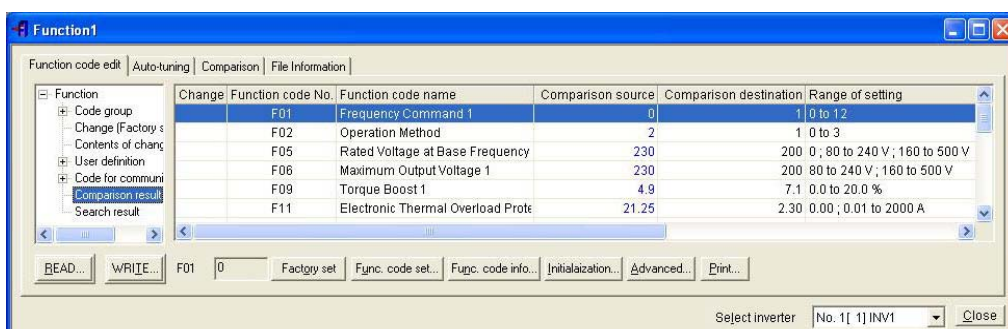 Function1
Function code edit Auto-tuning Comparison File Information
Function
Code group
Change (Factory s
Contents of chang
User definition
Code for communi
Comparison result
Search result
Change Function code No. Function code name Comparison source Comparison destination Range of setting
F01 Frequency Command 1 0 1 0 to 12
F02 Operation Method 2 1 0 to 3
F05 Rated Voltage at Base Frequency 230 200 0 ; 80 to 240 V ; 160 to 500 V
F06 Maximum Output Voltage 1 230 200 80 to 240 V ; 160 to 500 V
F09 Torque Boost 1 4.9 7.1 0.0 to 20.0 %
F11 Electronic Thermal Overload Prote 21.25 2.30 0.00 ; 0.01 to 2000 A
READ... WRITE... F01 0 Factory set Func. code set... Func. code info... Initialaization... Advanced... Print...
Select inverter No. 1[ 1] INV1 Close